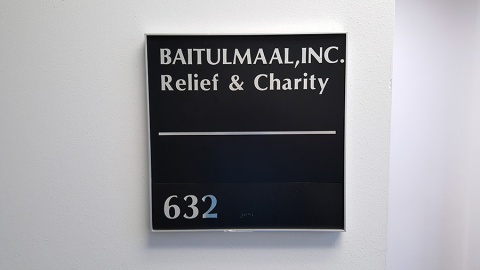 BAITULMAAL,INC.
Relief & Charity
632